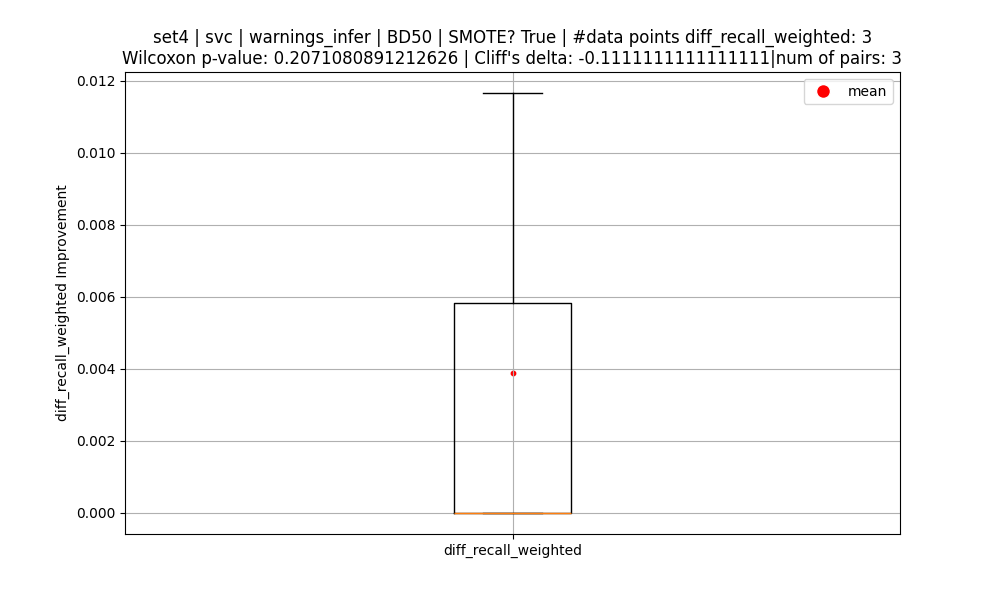 set4 | svc | warnings_infer | BD50 | SMOTE? True | #data points diff_recall_weighted: 3
Wilcoxon p-value: 0.2071080891212626 | Cliff's delta: -0.1111111111111111|num of pairs: 3
mean
0.012
0.010
0.008
0.006
0.004
0.002
0.000
diff_recall_weighted Improvement
diff_recall_weighted